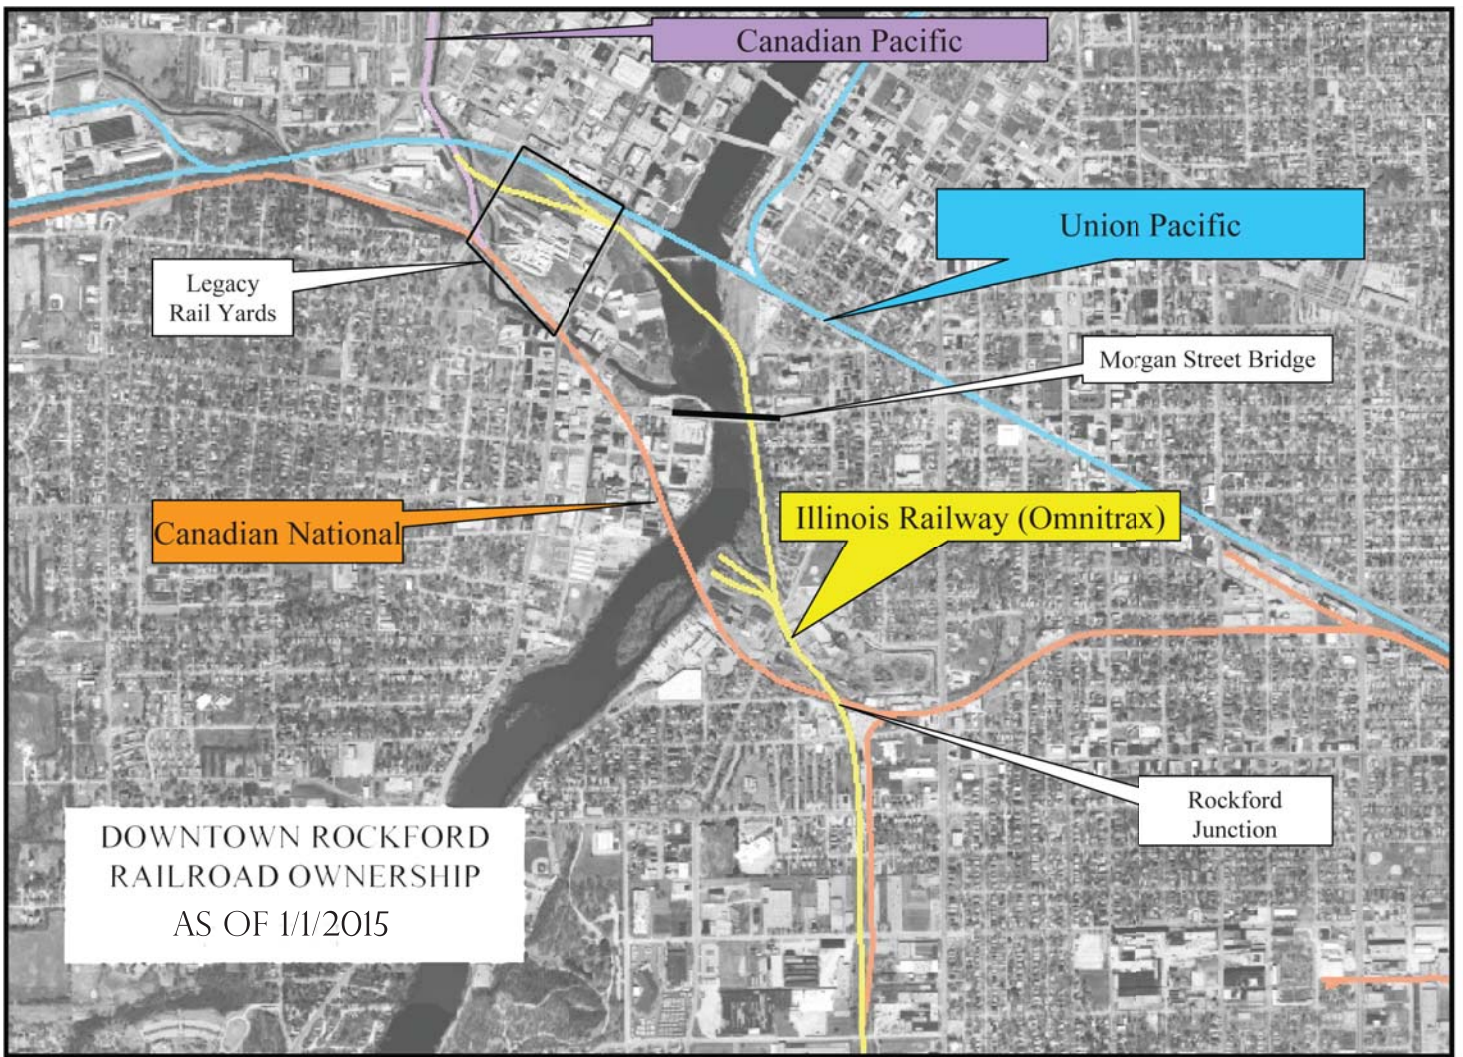 Canadian Pacific
Union Pacific
Legacy
Rail Yards
Morgan Street Bridge
Canadian National
Illinois Railway (Omnitrax)
Rockford
Junction
DOWNTOWN ROCKFORD
RAILROAD OWNERSHIP
AS OF 1/1/2015